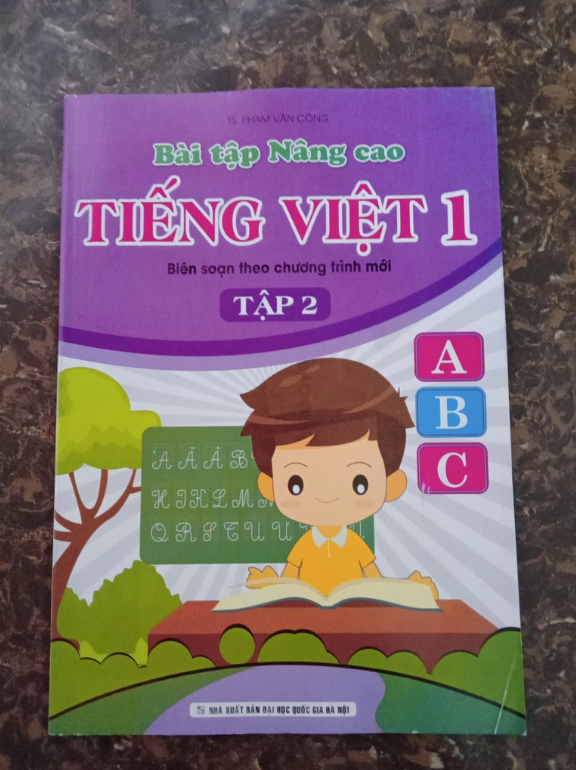 TS. PHẠM VĂN CÔNG
Bài tập Nâng cao
TIẾNG VIỆT 1
Biên soạn theo chương trình mới
TẬP 2
A
B
C
A Ă Â B
H I K L M
Q R S T U Ư
NHÀ XUẤT BẢN ĐẠI HỌC QUỐC GIA HÀ NỘI